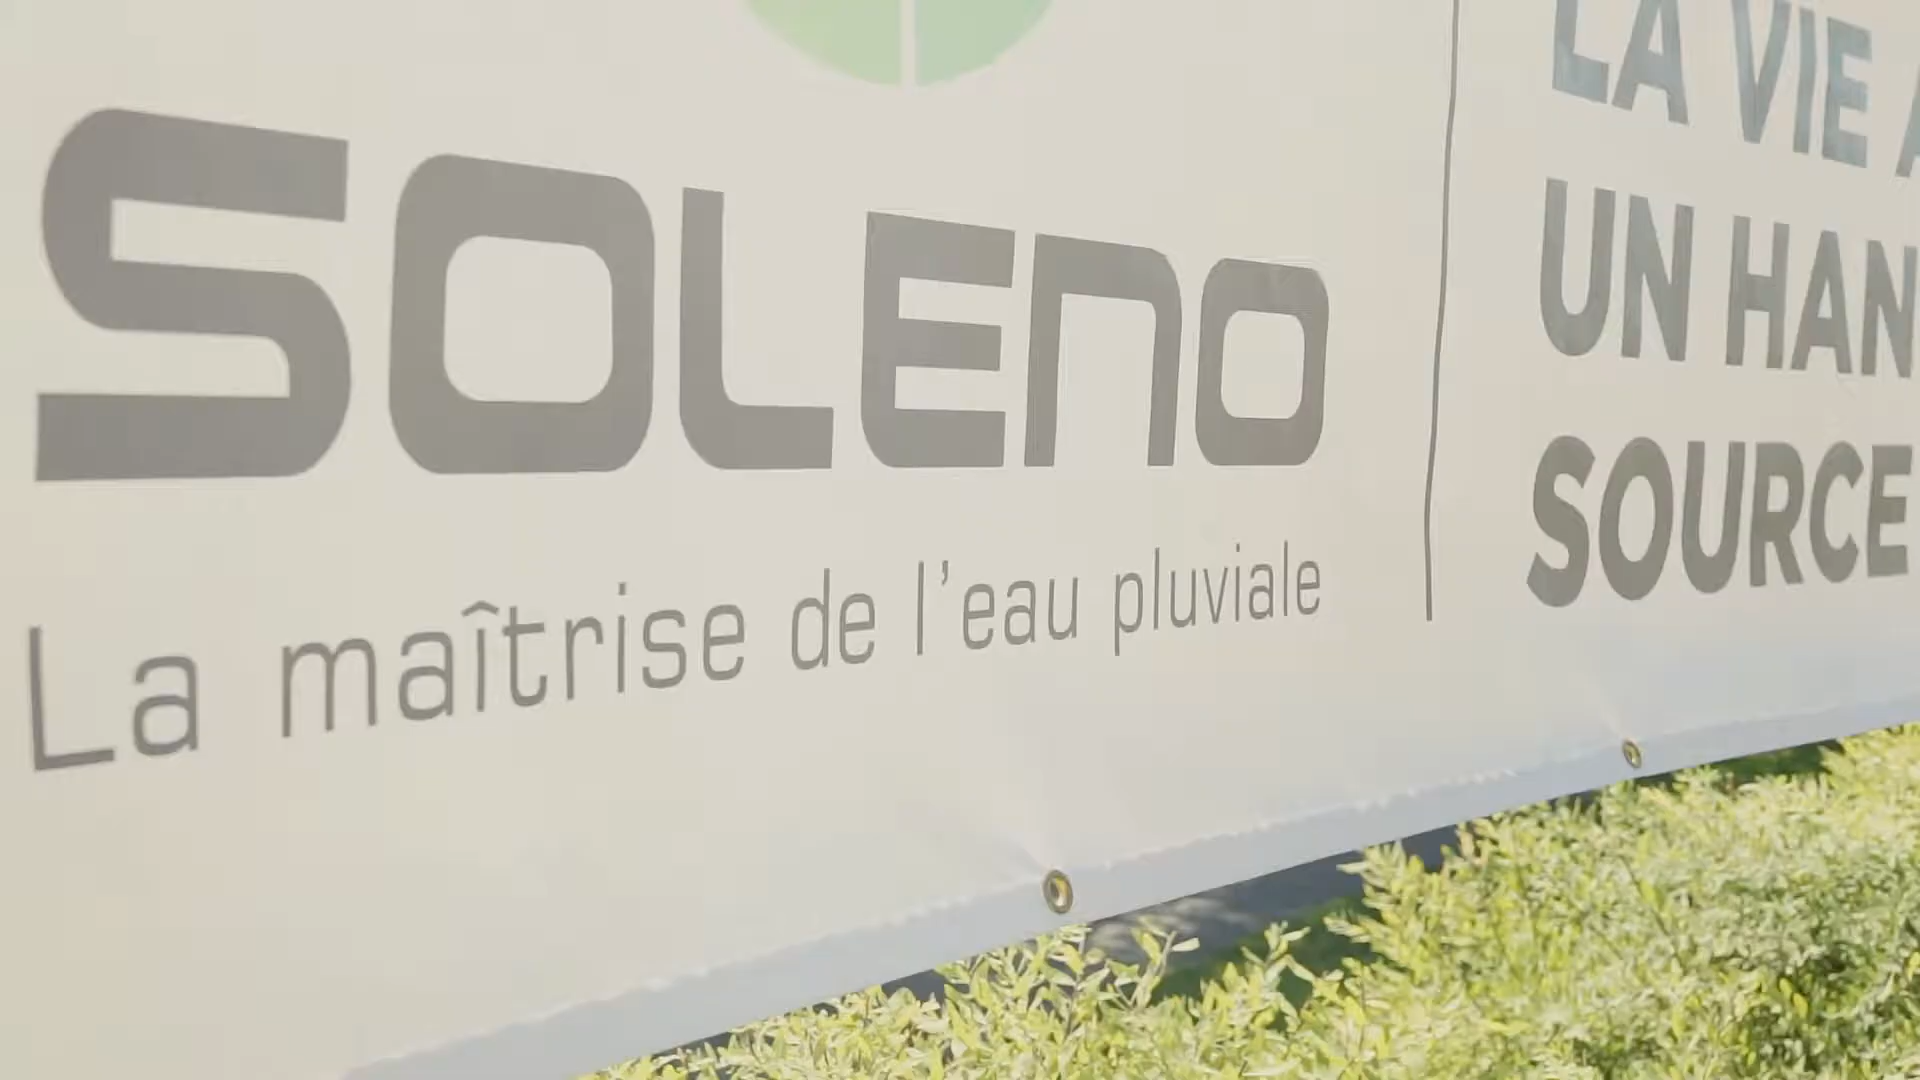 SOLENO
La maîtrise de l'eau pluviale
LA VIE
UN HAN
SOURCE